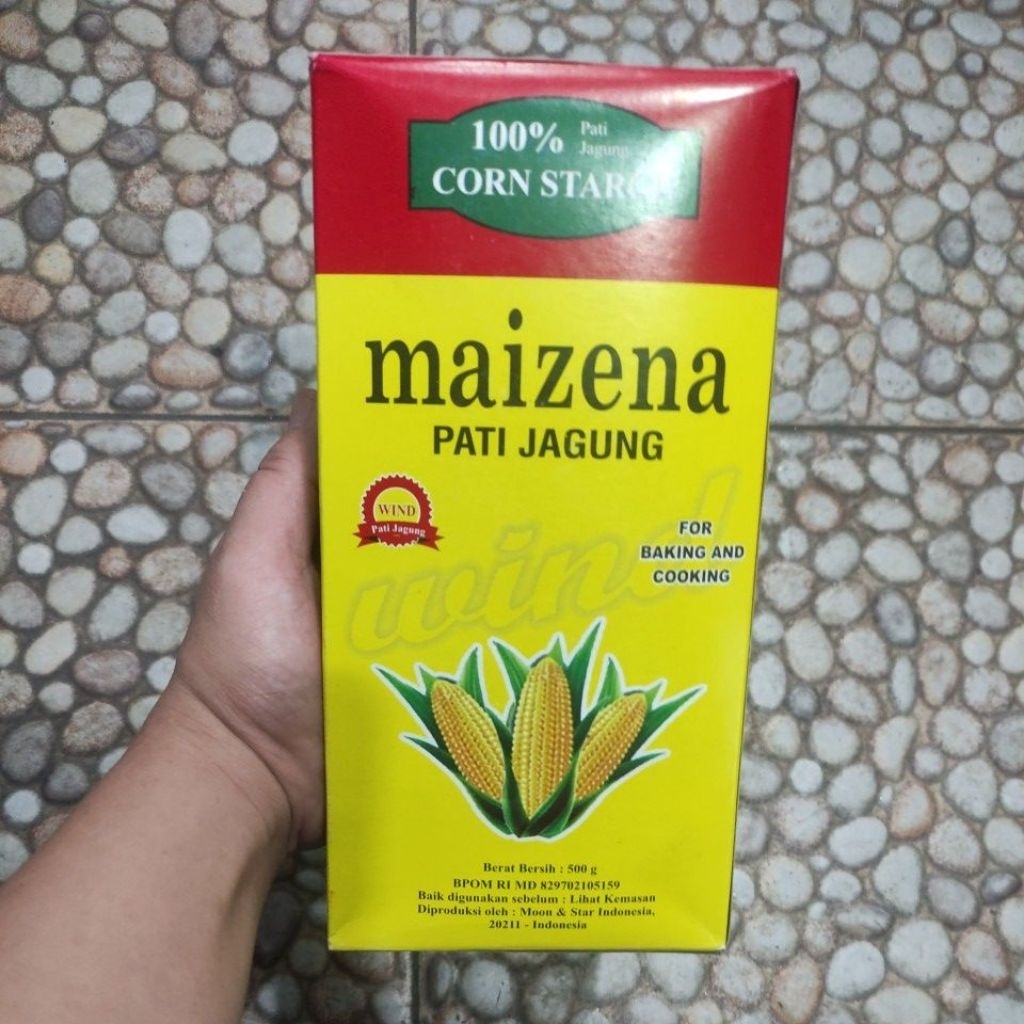 100% Pati
Jagung
CORN STARCH
maizena
PATI JAGUNG
WIND
Pati Jagung
wind
FOR
BAKING AND
COOKING
Berat Bersih : 500 g
BPOM RI MD 829702105159
Baik digunakan sebelum : Lihat Kemasan
Diproduksi oleh : Moon & Star Indonesia,
20211 - Indonesia